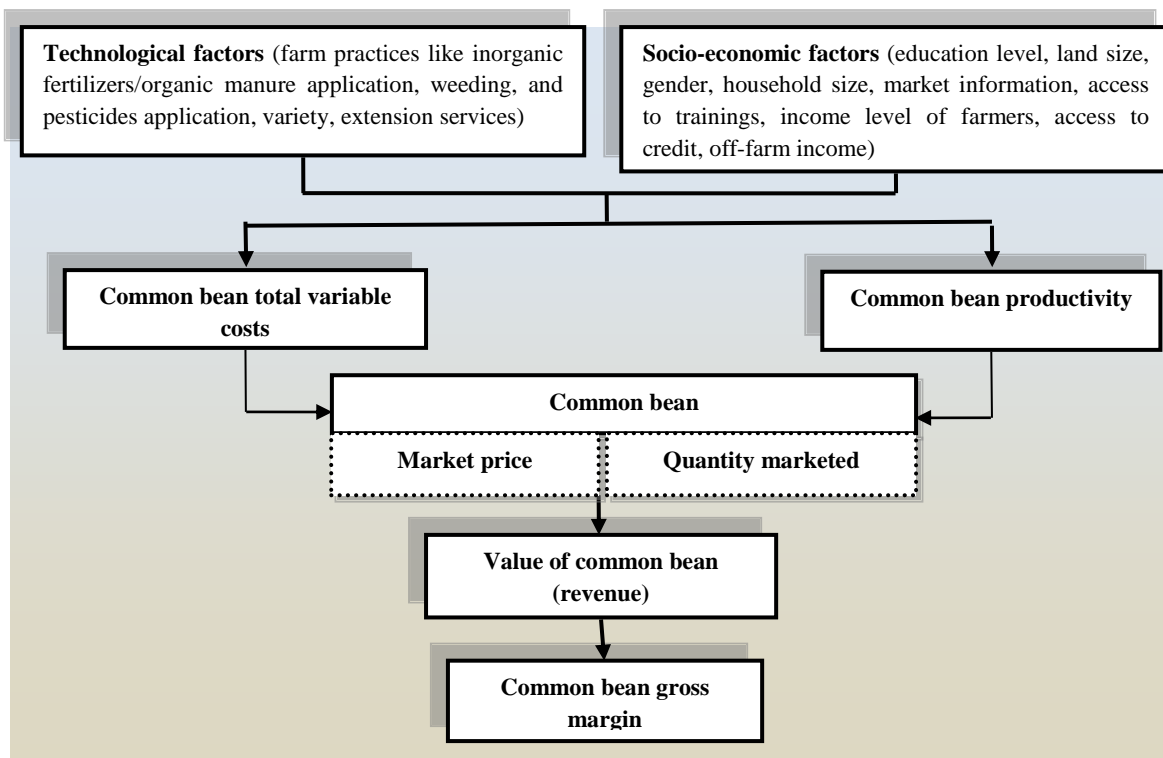 Technological factors (farm practices like inorganic
fertilizers/organic manure application, weeding, and
pesticides application, variety, extension services)
Socio-economic factors (education level, land size,
gender, household size, market information, access
to trainings, income level of farmers, access to
credit, off-farm income)
Common bean total variable
costs
Common bean productivity
Common bean
Market price
Quantity marketed
Value of common bean
(revenue)
Common bean gross
margin